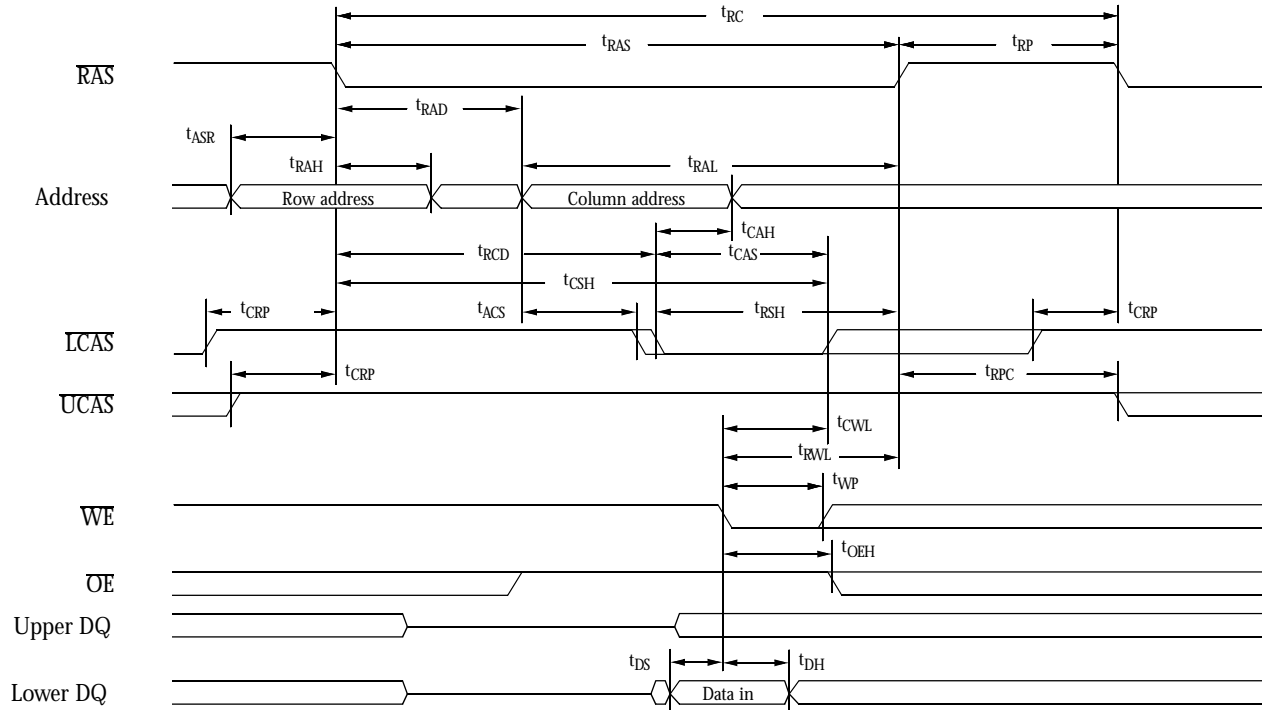 tRC
tRAS
tRP
RAS
tRAD
tASR
tRAH
tRAL
Address
Row address
Column address
tCAH
tRCD
tCAS
tCSH
tCRP
tACS
tRSH
tCRP
LCAS
tCRP
tRPC
UCAS
tCWL
tRWL
tWP
WE
tOEH
OE
Upper DQ
tDS
tDH
Lower DQ
Data in